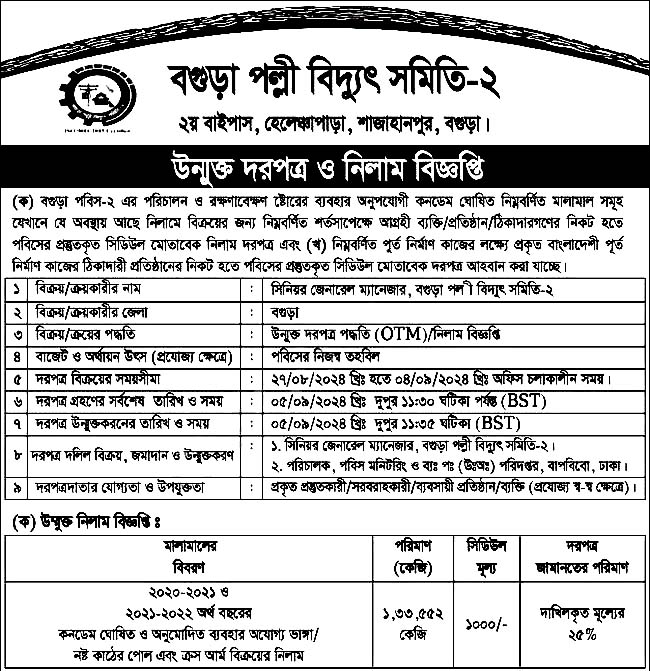 বগুড়া পল্লী বিদ্যুৎ সমিতি-২
২য় বাইপাস, হেলেঞ্চাপাড়া, শাজাহানপুর, বগুড়া।
উন্মুক্ত দরপত্র ও নিলাম বিজ্ঞপ্তি
(ক) বগুড়া পবিস-২ এর পরিচালন ও রক্ষণাবেক্ষণ ষ্টোরের ব্যবহার অনুপযোগী কনডেম ঘোষিত নিম্নবর্ণিত মালামাল সমূহ
যেখানে যে অবস্থায় আছে নিলামে বিক্রয়ের জন্য নিম্নবর্ণিত শর্তসাপেক্ষে আগ্রহী ব্যক্তি/প্রতিষ্ঠান/ঠিকাদারগণের নিকট হতে
পবিসের প্রস্তুতকৃত সিডিউল মোতাবেক নিলাম দরপত্র এবং (খ) নিম্নবর্ণিত পুর্ত নির্মাণ কাজের লক্ষ্যে প্রকৃত বাংলাদেশী পূর্ত
নির্মাণ কাজের ঠিকাদারী প্রতিষ্ঠানের নিকট হতে পবিসের প্রস্তুতকৃত সিডিউল মোতাবেক দরপত্র আহবান করা যাচ্ছে।
১ বিক্রয়/ক্রয়কারীর নাম : সিনিয়র জেনারেল ম্যানেজার, বগুড়া পলী বিদ্যুৎ সমিতি-২
২ বিক্রয়/ক্রয়কারীর জেলা : বগুড়া
৩ বিক্রয়/ক্রয়ের পদ্ধতি : উন্মুক্ত দরপত্র পদ্ধতি (OTM)/নিলাম বিজ্ঞপ্তি
৪ বাজেট ও অর্থায়ন উৎস (প্রযোজ্য ক্ষেত্রে) : পবিসের নিজস্ব তহবিল
৫ দরপত্র বিক্রয়ের সময়সীমা : ২৭/০৮/২০২৪ খ্রিঃ হতে ০৪/০৯/২০২৪ খ্রিঃ অফিস চলাকালীন সময়।
৬ দরপত্র গ্রহণের সর্বশেষ তারিখ ও সময় : ০৫/০৯/২০২৪ খ্রিঃ দুপুর ১১:৩০ ঘটিকা পর্যন্ত (BST)
৭ দরপত্র উন্মুক্তকরনের তারিখ ও সময় : ০৫/০৯/২০২৪ খ্রিঃ দুপুর ১১:৩৫ ঘটিকা (BST)
৮ দরপত্র দলিল বিক্রয়, জমাদান ও উন্মুক্তকরণ : ১. সিনিয়র জেনারেল ম্যানেজার, বগুড়া পল্লী বিদ্যুৎ সমিতি-২।
২. পরিচালক, পবিস মনিটরিং ও ব্যঃ পঃ (উঃঅঃ) পরিদপ্তর, বাপবিবো, ঢাকা।
৯ দরপত্রদাতার যোগ্যতা ও উপযুক্ততা : প্রকৃত প্রস্তুতকারী/সরবরাহকারী/ব্যবসায়ী প্রতিষ্ঠান/ব্যক্তি (প্রযোজ্য স্ব-স্ব ক্ষেত্রে)।
(ক) উন্মুক্ত নিলাম বিজ্ঞপ্তি ঃ
মালামালের বিবরণ পরিমাণ (কেজি) সিডিউল মূল্য দরপত্র জামানতের পরিমাণ
২০২০-২০২১ ও
২০২১-২০২২ অর্থ বছরের
কনডেম ঘোষিত ও অনুমোদিত ব্যবহার অযোগ্য ভাঙ্গা/
নষ্ট কাঠের পোল এবং ক্রস আর্ম বিক্রয়ের নিলাম
১,৩৩,৫৫২ কেজি
১০০০/-
দাখিলকৃত মূল্যের
২৫%